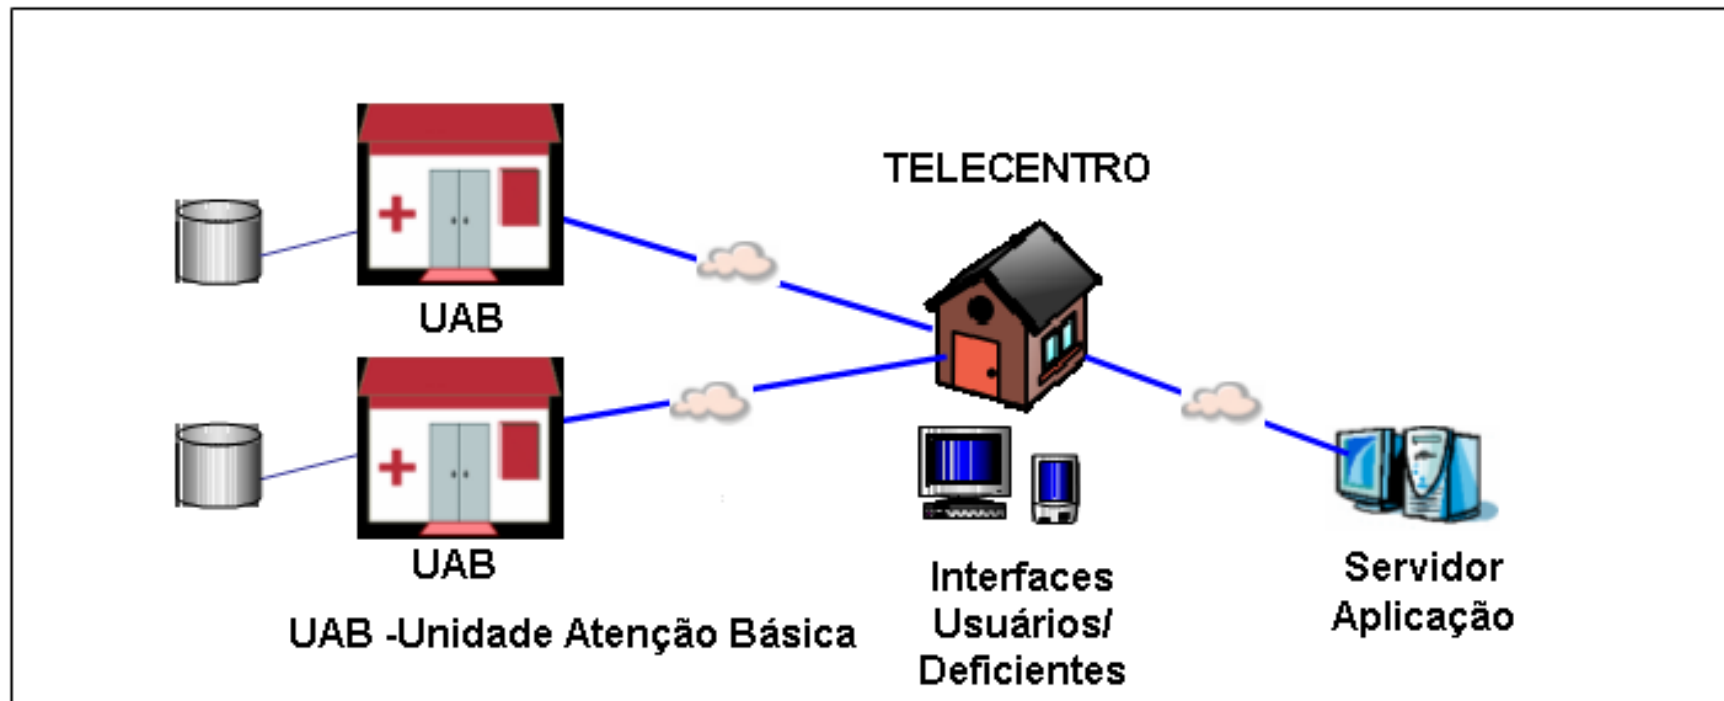 TELECENTRO
UAB
UAB
UAB -Unidade Atenção Básica
Interfaces
Usuários/
Deficientes
Servidor
Aplicação